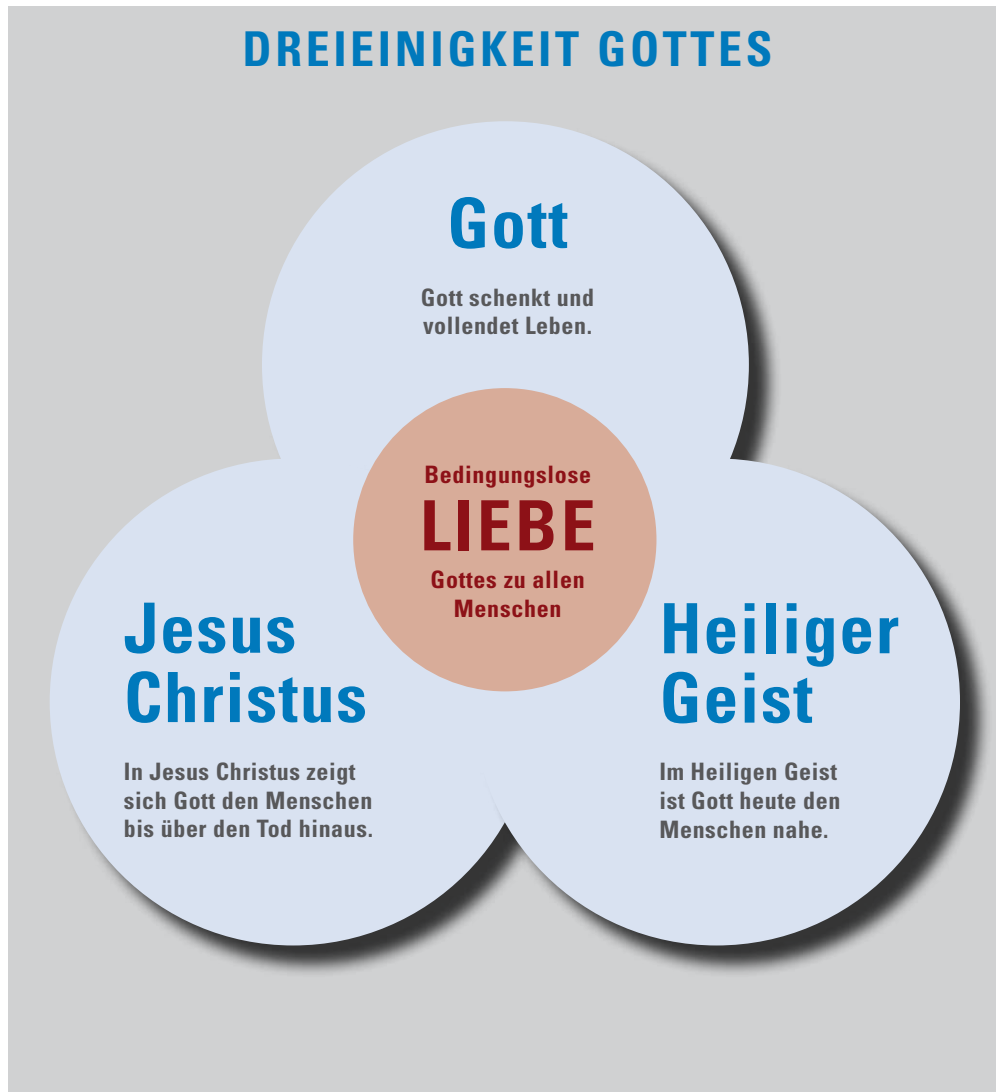 DREIEINIGKEIT GOTTES
Gott
Gott schenkt und
vollendet Leben.
Bedingungslose
LIEBE
Gottes zu allen
Menschen
Jesus
Christus
In Jesus Christus zeigt
sich Gott den Menschen
bis über den Tod hinaus.
Heiliger
Geist
Im Heiligen Geist
ist Gott heute den
Menschen nahe.